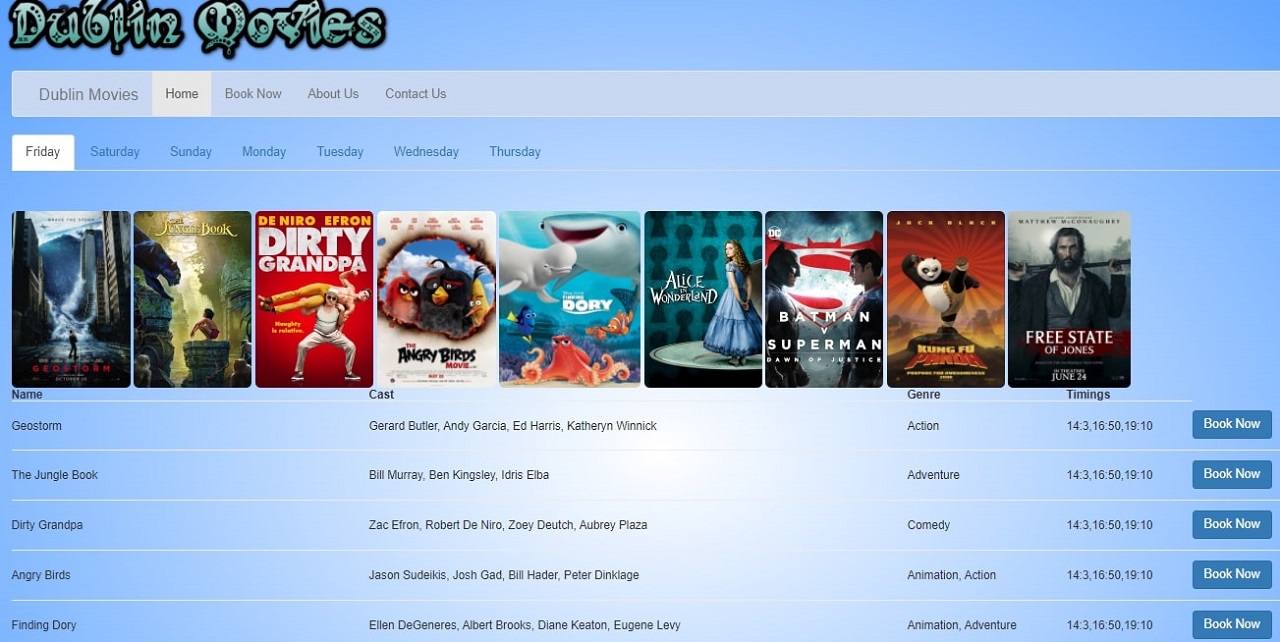 Dublin Movies
Dublin Movies Home Book Now About Us Contact Us
Friday Saturday Sunday Monday Tuesday Wednesday Thursday
BRAVE THE STORM
GEOSTORM
OCTOBER 20
THE JUNGLE BOOK
DE NIRO EFRON
DIRTY
GRANDPA
Naughty
is relative.
THE
ANGRY BIRDS
MOVIE
FINDING
DORY
ALICE
IN
WONDERLAND
DC
BATMAN
V
SUPERMAN
DAWN OF JUSTICE
JACK BLACK
KUNG FU
PANDA
PREPARE FOR AWESOMENESS
MATTHEW McCONAUGHEY
FREE STATE
OF JONES
IN THEATRES
JUNE 24
Name Cast Genre Timings
Geostorm Gerard Butler, Andy Garcia, Ed Harris, Katheryn Winnick Action 14:3,16:50,19:10 Book Now
The Jungle Book Bill Murray, Ben Kingsley, Idris Elba Adventure 14:3,16:50,19:10 Book Now
Dirty Grandpa Zac Efron, Robert De Niro, Zoey Deutch, Aubrey Plaza Comedy 14:3,16:50,19:10 Book Now
Angry Birds Jason Sudeikis, Josh Gad, Bill Hader, Peter Dinklage Animation, Action 14:3,16:50,19:10 Book Now
Finding Dory Ellen DeGeneres, Albert Brooks, Diane Keaton, Eugene Levy Animation, Adventure 14:3,16:50,19:10 Book Now